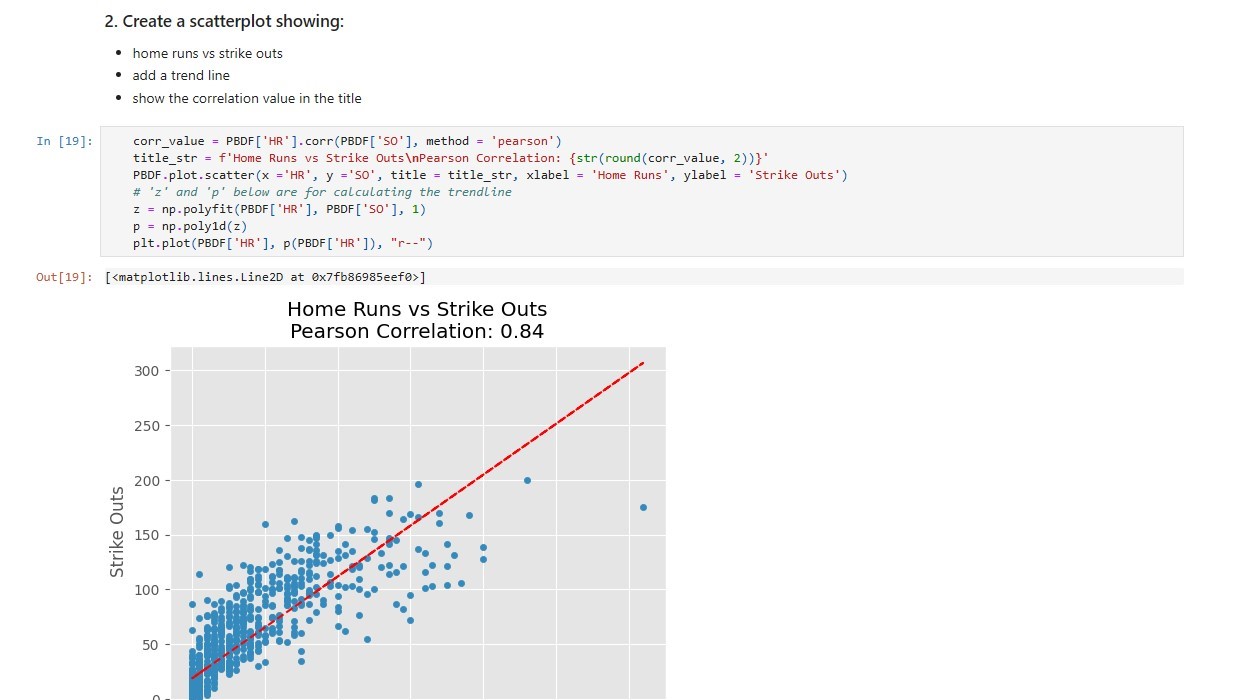 2. Create a scatterplot showing:
• home runs vs strike outs
• add a trend line
• show the correlation value in the title
In [19]:
corr_value = PBDF['HR'].corr(PBDF['SO'], method = 'pearson')
title_str = f'Home Runs vs Strike Outs\nPearson Correlation: {str(round(corr_value, 2))}'
PBDF.plot.scatter(x ='HR', y ='SO', title = title_str, xlabel = 'Home Runs', ylabel = 'Strike Outs')
# 'z' and 'p' below are for calculating the trendline
z = np.polyfit(PBDF['HR'], PBDF['SO'], 1)
p = np.poly1d(z)
plt.plot(PBDF['HR'], p(PBDF['HR']), "r--")
Out[19]: [<matplotlib.lines.Line2D at 0x7fb86985eef0>]
Home Runs vs Strike Outs
Pearson Correlation: 0.84
300
250
200
150
100
50
0
Strike Outs